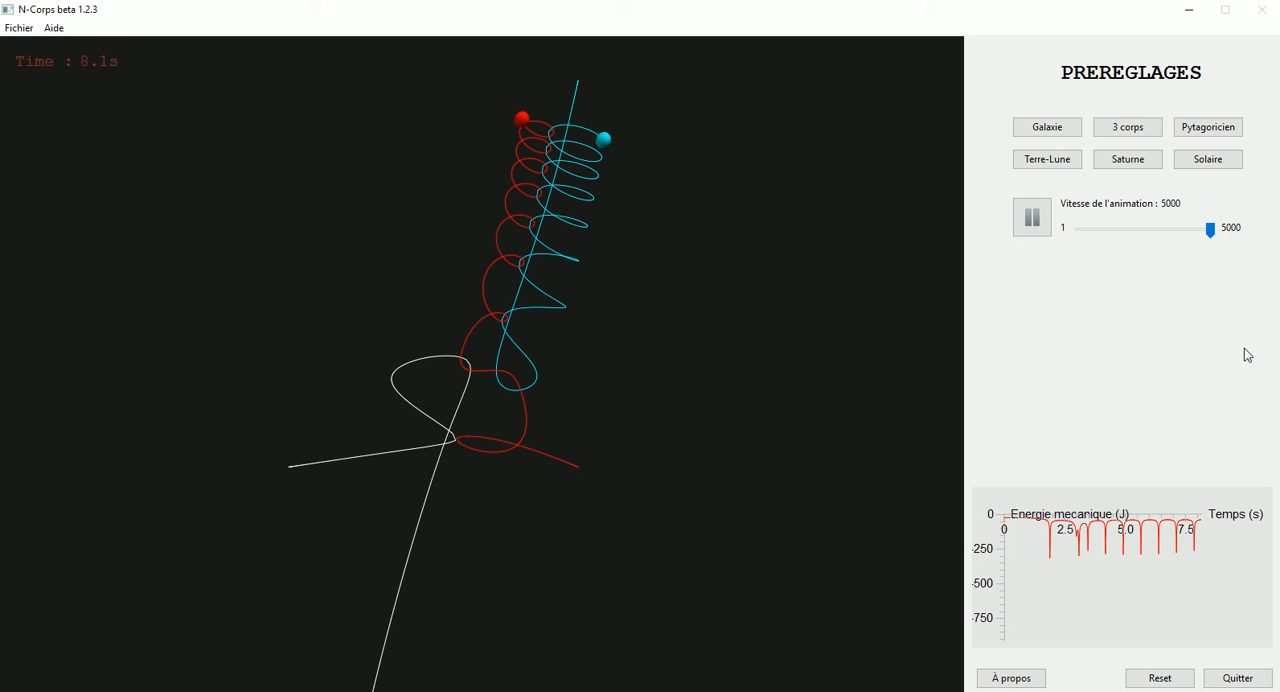 N-Corps beta 1.2.3
Fichier Aide
Time : 8.1s
PREREGLAGES
Galaxie 3 corps Pytagoricien
Terre-Lune Saturne Solaire
Vitesse de l'animation : 5000
1 5000
0 Energie mecanique (J) Temps (s)
0 2.5 5.0 7.5
-250
-500
-750
À propos Reset Quitter